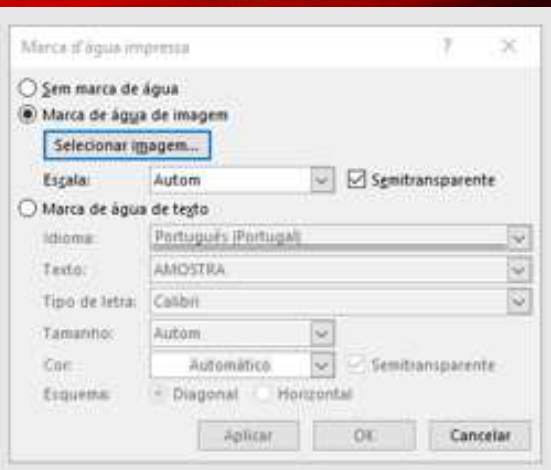 Marca d'água impressa ? ×
Sem marca de água
Marca de água de imagem
Selecionar imagem...
Escala: Autom Semitransparente
Marca de água de texto
Idioma: Português (Portugal)
Texto: AMOSTRA
Tipo de letra: Calibri
Tamanho: Autom
Cor: Automático Semitransparente
Esquema: Diagonal Horizontal
Aplicar OK Cancelar